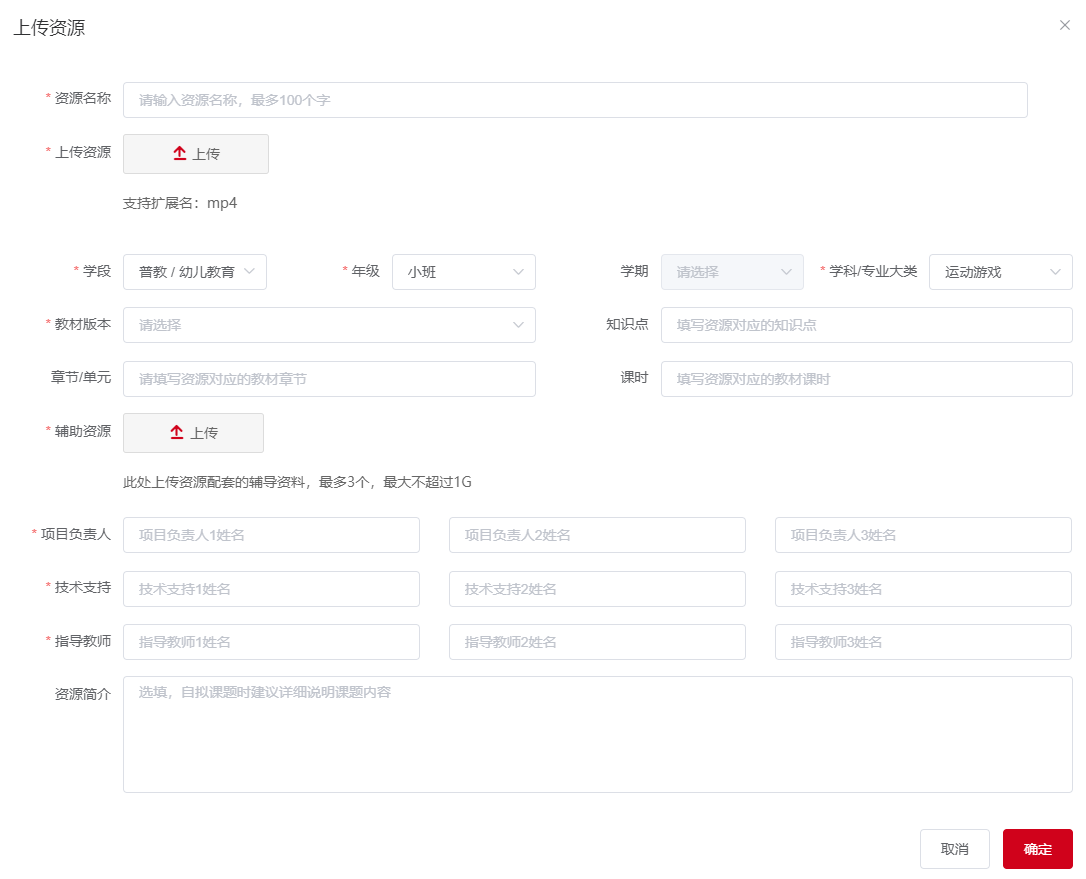 上传资源
* 资源名称 请输入资源名称，最多100个字
* 上传资源 上传
支持扩展名：mp4
* 学段 普教 / 幼儿教育 * 年级 小班 学期 请选择 * 学科/专业大类 运动游戏
* 教材版本 请选择 知识点 填写资源对应的知识点
章节/单元 请填写资源对应的教材章节 课时 填写资源对应的教材课时
* 辅助资源 上传
此处上传资源配套的辅导资料，最多3个，最大不超过1G
* 项目负责人 项目负责人1姓名 项目负责人2姓名 项目负责人3姓名
* 技术支持 技术支持1姓名 技术支持2姓名 技术支持3姓名
* 指导教师 指导教师1姓名 指导教师2姓名 指导教师3姓名
资源简介 选填，自拟课题时建议详细说明课题内容
取消 确定